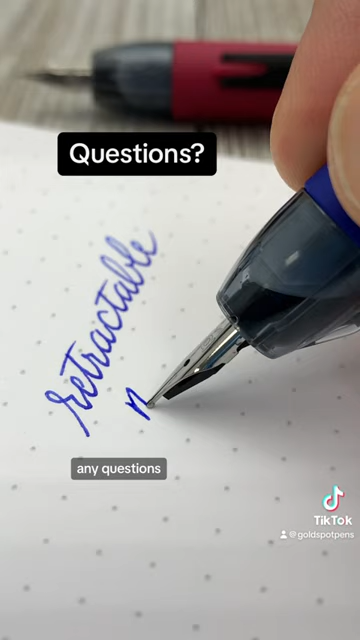 Questions?
retractable
n
any questions
TikTok
@goldspotpens